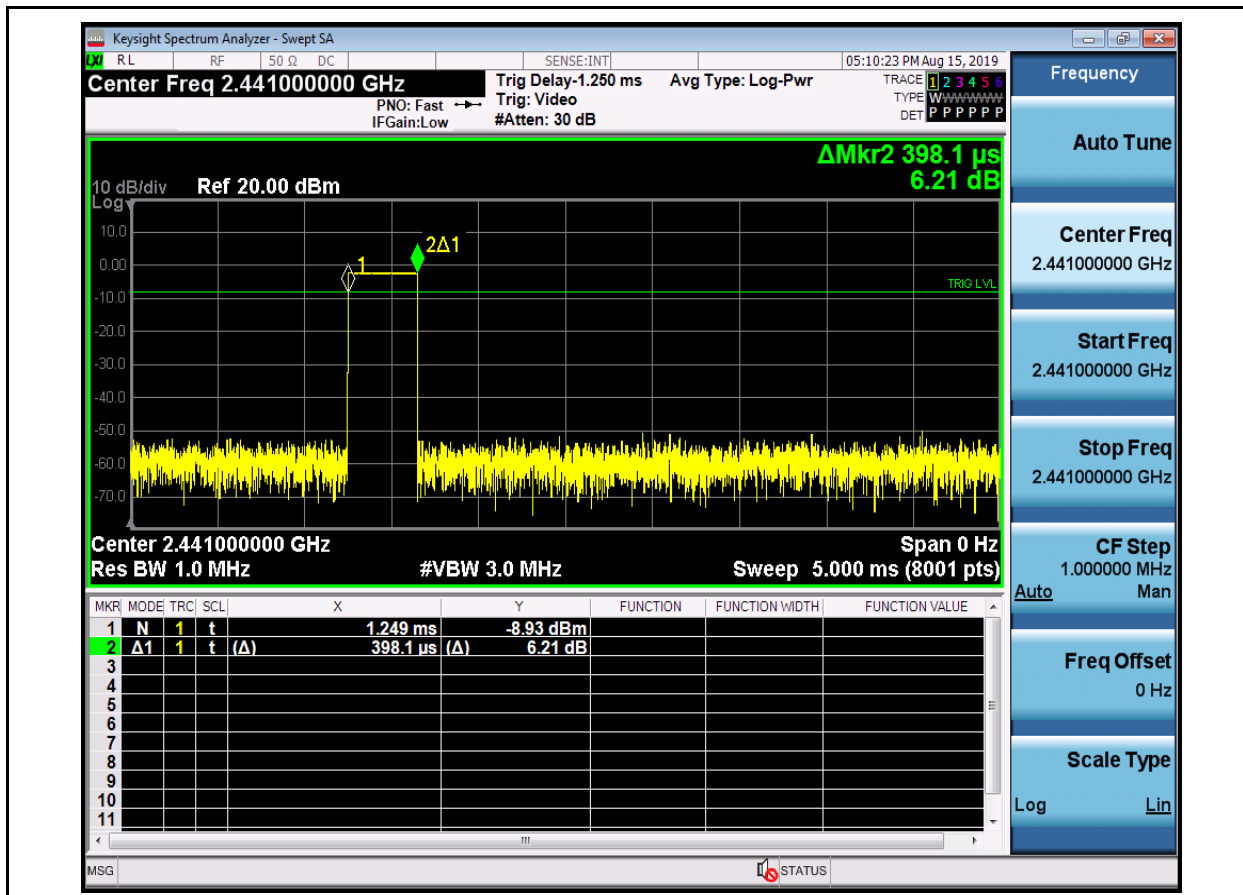 Keysight Spectrum Analyzer - Swept SA
LXI RL RF 50 Ω DC SENSE:INT 05:10:23 PM Aug 15, 2019
Center Freq 2.441000000 GHz
PNO: Fast
IFGain:Low
Trig Delay-1.250 ms
Trig: Video
#Atten: 30 dB
Avg Type: Log-Pwr
TRACE 1 2 3 4 5 6
TYPE WWWWWW
DET P P P P P P
ΔMkr2 398.1 µs
6.21 dB
10 dB/div Ref 20.00 dBm
Log
10.0
0.00
-10.0
-20.0
-30.0
-40.0
-50.0
-60.0
-70.0
1
2Δ1
TRIG LVL
Center 2.441000000 GHz Span 0 Hz
Res BW 1.0 MHz #VBW 3.0 MHz Sweep 5.000 ms (8001 pts)
MKR MODE TRC SCL X Y FUNCTION FUNCTION WIDTH FUNCTION VALUE
1 N 1 t 1.249 ms -8.93 dBm
2 Δ1 1 t (Δ) 398.1 µs (Δ) 6.21 dB
3
4
5
6
7
8
9
10
11
MSG STATUS
Frequency
Auto Tune
Center Freq
2.441000000 GHz
Start Freq
2.441000000 GHz
Stop Freq
2.441000000 GHz
CF Step
1.000000 MHz
Auto Man
Freq Offset
0 Hz
Scale Type
Log Lin